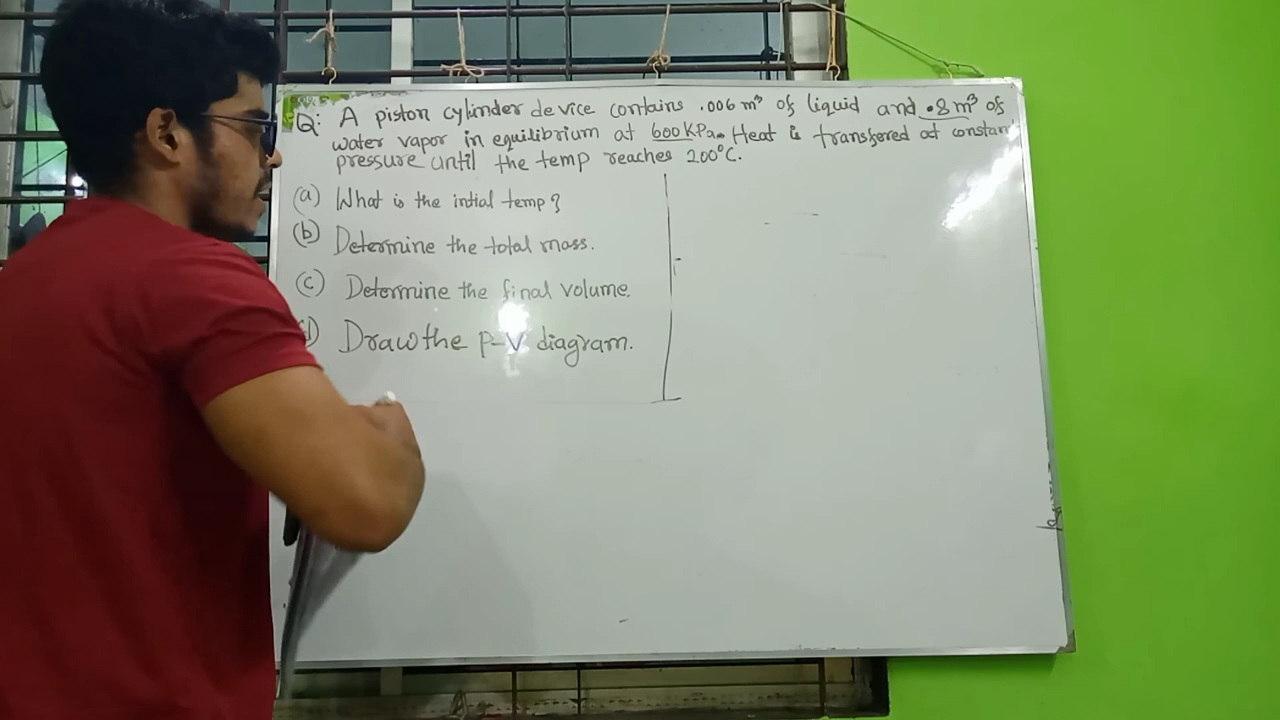 Q: A piston cylinder device contains .006 m³ of liquid and .8 m³ of
water vapor in equilibrium at 600 KPa. Heat is transfered at constan
pressure until the temp reaches 200°C.
(a) What is the intial temp?
(b) Determine the total mass.
(c) Determine the final volume.
d) Draw the P-V diagram.